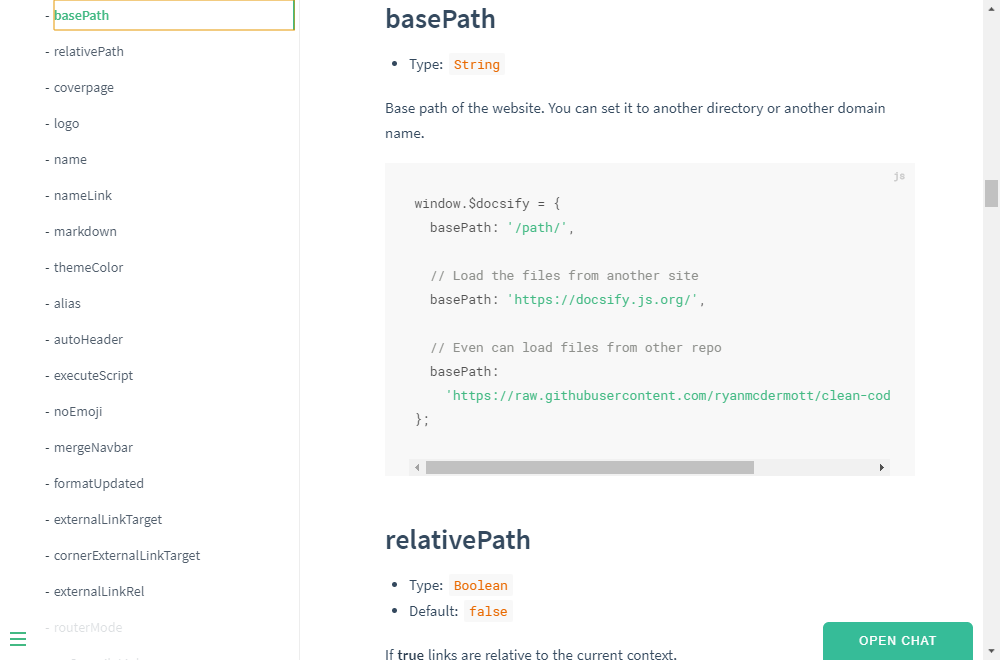 - basePath
- relativePath
- coverpage
- logo
- name
- nameLink
- markdown
- themeColor
- alias
- autoHeader
- executeScript
- noEmoji
- mergeNavbar
- formatUpdated
- externalLinkTarget
- cornerExternalLinkTarget
- externalLinkRel
- routerMode
basePath
• Type: String
Base path of the website. You can set it to another directory or another domain
name.
js
window.$docsify = {
  basePath: '/path/',
  // Load the files from another site
  basePath: 'https://docsify.js.org/',
  // Even can load files from other repo
  basePath:
    'https://raw.githubusercontent.com/ryanmcdermott/clean-cod
};
relativePath
• Type: Boolean
• Default: false
If true links are relative to the current context.
OPEN CHAT